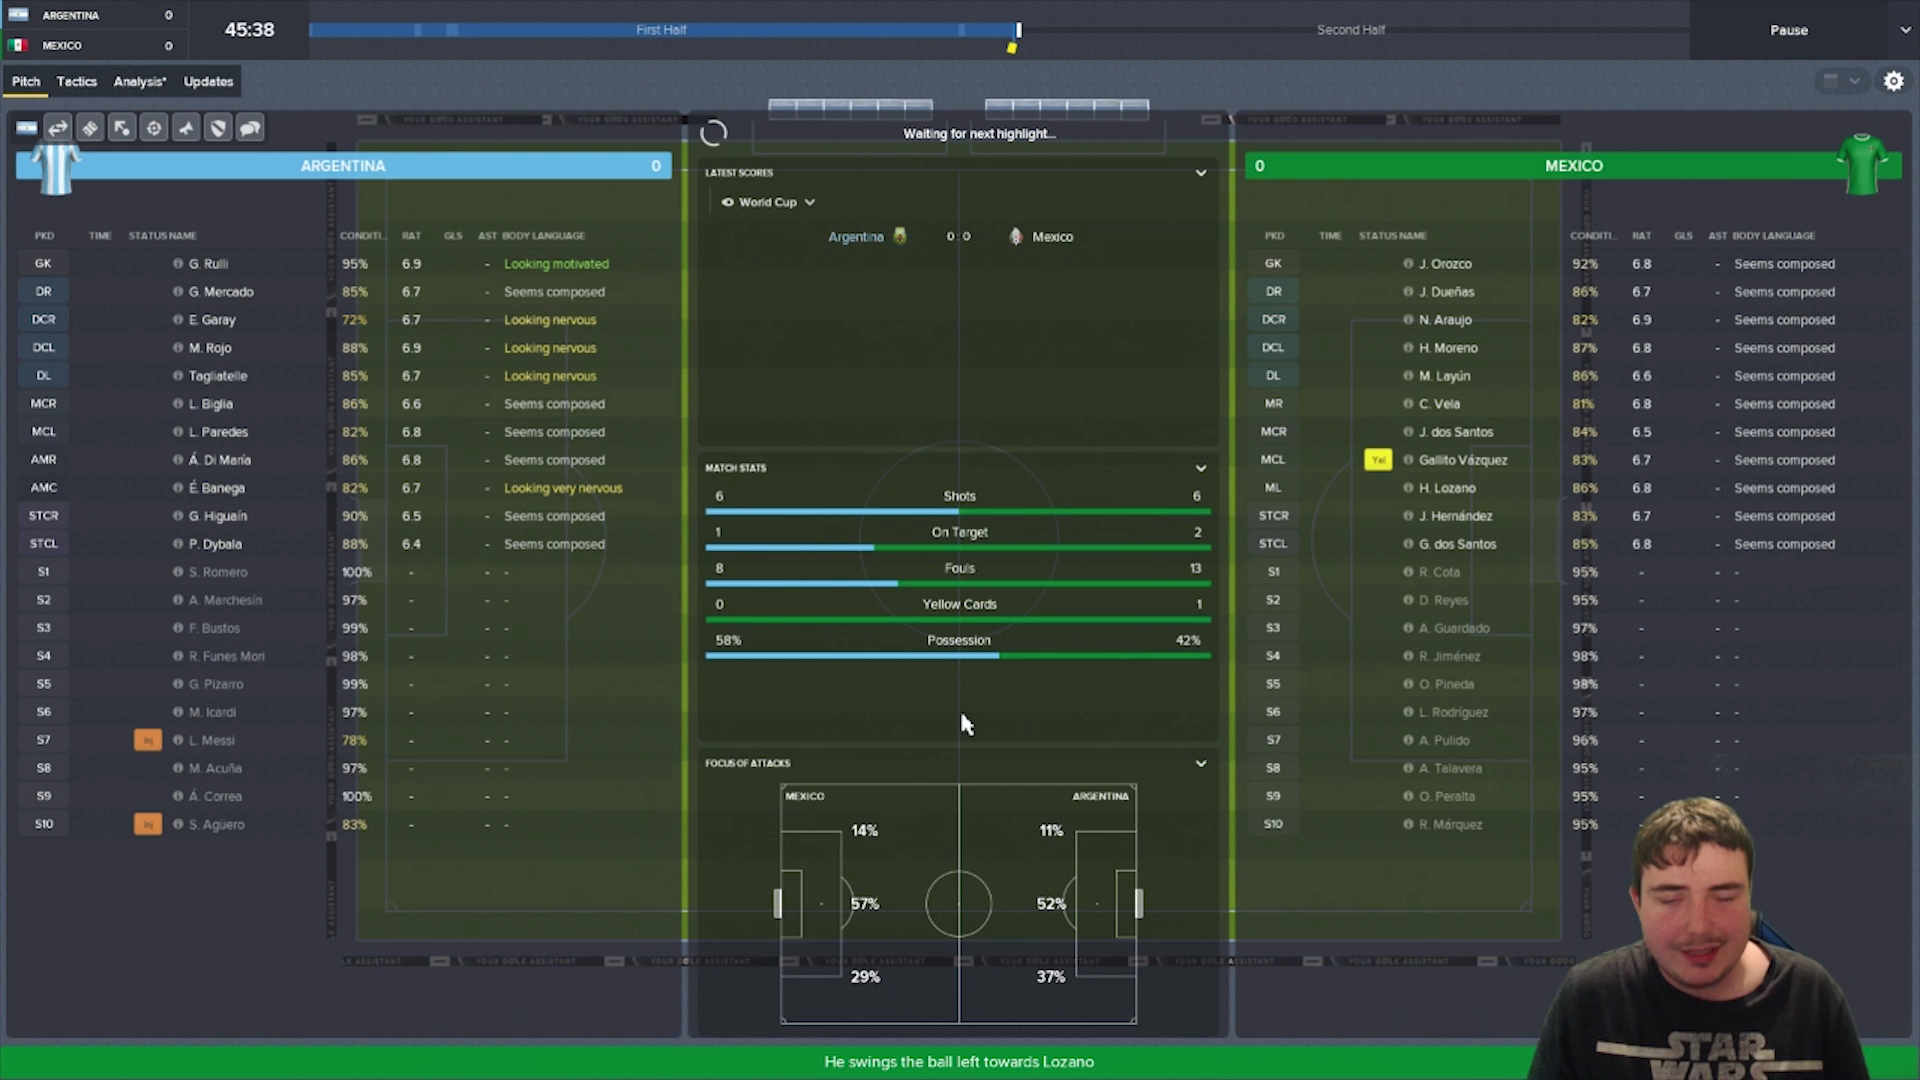 ARGENTINA 0
MEXICO 0
45:38
First Half
Second Half
Pause
Pitch Tactics Analysis* Updates
Waiting for next highlight...
ARGENTINA 0
PKD TIME STATUS NAME CONDITI... RAT GLS AST BODY LANGUAGE
GK G. Rulli 95% 6.9 - Looking motivated
DR G. Mercado 85% 6.7 - Seems composed
DCR E. Garay 72% 6.7 - Looking nervous
DCL M. Rojo 88% 6.9 - Looking nervous
DL Tagliatelle 85% 6.7 - Looking nervous
MCR L. Biglia 86% 6.6 - Seems composed
MCL L. Paredes 82% 6.8 - Seems composed
AMR Á. Di María 86% 6.8 - Seems composed
AMC É. Banega 82% 6.7 - Looking very nervous
STCR G. Higuaín 90% 6.5 - Seems composed
STCL P. Dybala 88% 6.4 - Seems composed
S1 S. Romero 100% - - -
S2 A. Marchesín 97% - - -
S3 F. Bustos 99% - - -
S4 R. Funes Mori 98% - - -
S5 G. Pizarro 99% - - -
S6 M. Icardi 97% - - -
S7 Inj L. Messi 78% - - -
S8 M. Acuña 97% - - -
S9 Á. Correa 100% - - -
S10 Inj S. Agüero 83% - - -
LATEST SCORES
World Cup
Argentina 0 : 0 Mexico
MATCH STATS
6 Shots 6
1 On Target 2
8 Fouls 13
0 Yellow Cards 1
58% Possession 42%
FOCUS OF ATTACKS
MEXICO ARGENTINA
14% 11%
57% 52%
29% 37%
0 MEXICO
PKD TIME STATUS NAME CONDITI... RAT GLS AST BODY LANGUAGE
GK J. Orozco 92% 6.8 - Seems composed
DR J. Dueñas 86% 6.7 - Seems composed
DCR N. Araujo 82% 6.9 - Seems composed
DCL H. Moreno 87% 6.8 - Seems composed
DL M. Layún 86% 6.6 - Seems composed
MR C. Vela 81% 6.8 - Seems composed
MCR J. dos Santos 84% 6.5 - Seems composed
MCL Yel Gallito Vázquez 83% 6.7 - Seems composed
ML H. Lozano 86% 6.8 - Seems composed
STCR J. Hernández 83% 6.7 - Seems composed
STCL G. dos Santos 85% 6.8 - Seems composed
S1 R. Cota 95% - - -
S2 D. Reyes 95% - - -
S3 A. Guardado 97% - - -
S4 R. Jiménez 98% - - -
S5 O. Pineda 98% - - -
S6 L. Rodríguez 97% - - -
S7 A. Pulido 96% - - -
S8 A. Talavera 95% - - -
S9 O. Peralta 95% - - -
S10 R. Márquez 95% - - -
He swings the ball left towards Lozano
STAR
WARS